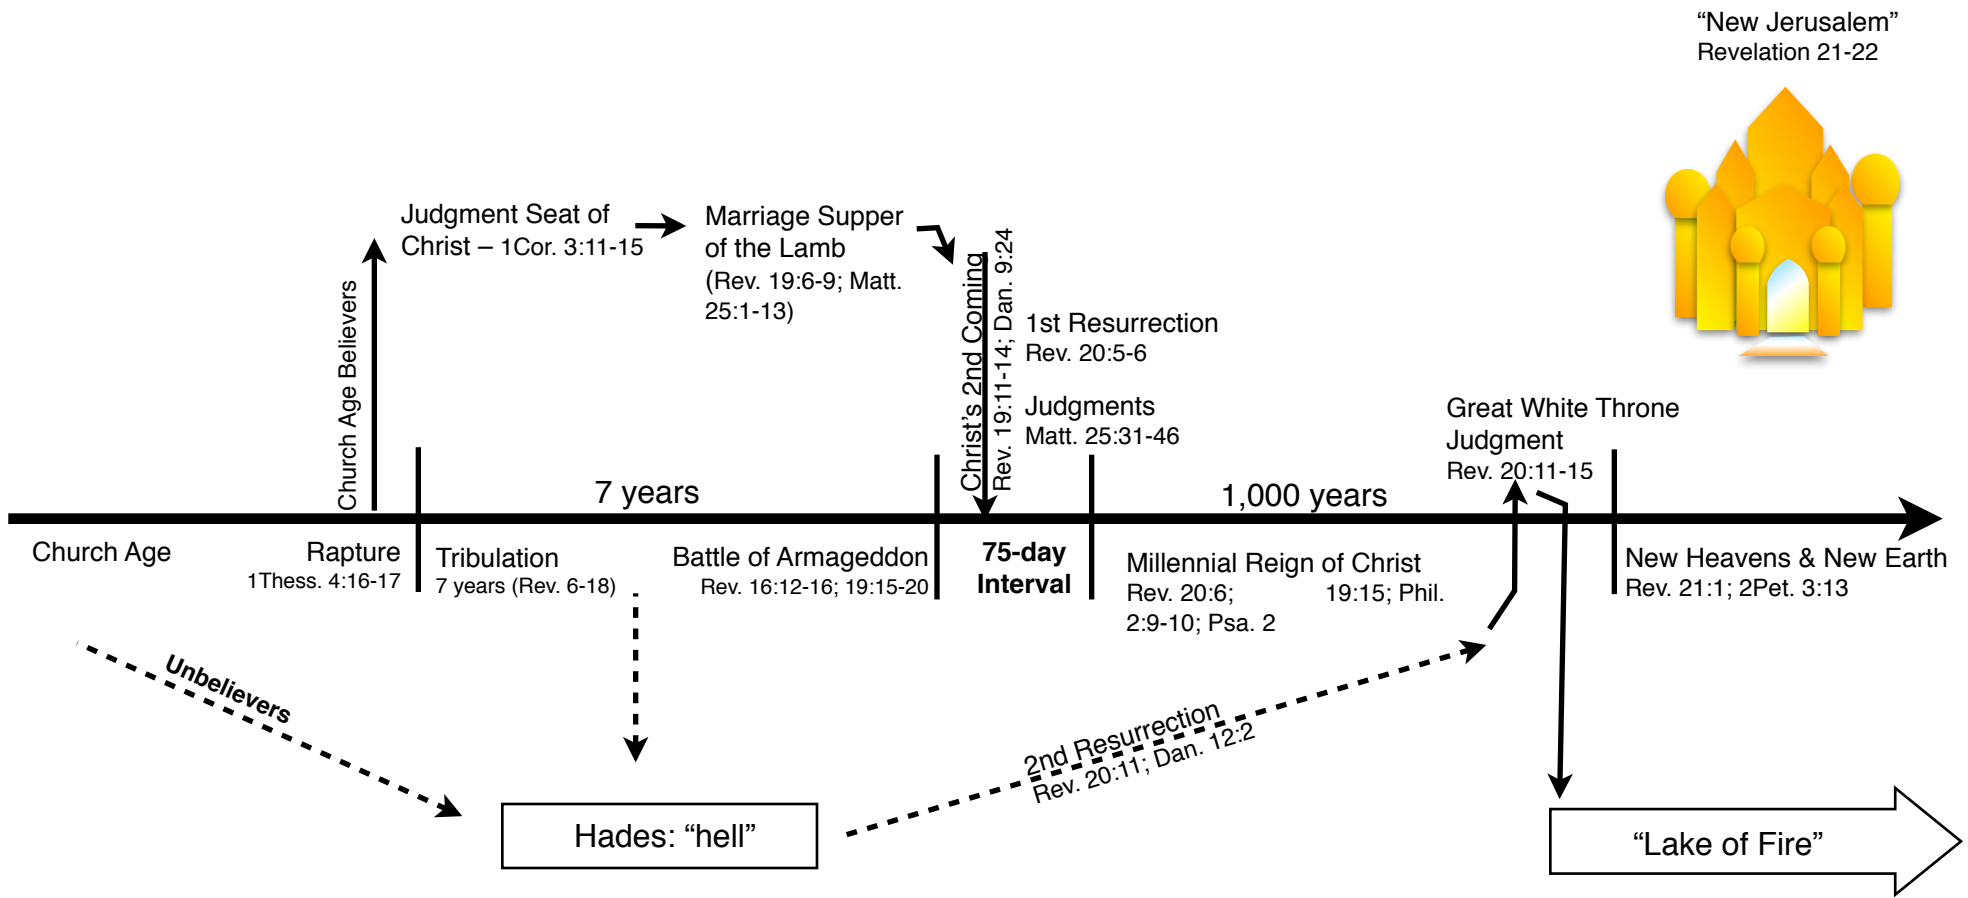 “New Jerusalem”
Revelation 21-22
Judgment Seat of
Christ – 1Cor. 3:11-15
Marriage Supper
of the Lamb
(Rev. 19:6-9; Matt.
25:1-13)
Church Age Believers
Christ’s 2nd Coming
Rev. 19:11-14; Dan. 9:24
1st Resurrection
Rev. 20:5-6
Judgments
Matt. 25:31-46
Great White Throne
Judgment
Rev. 20:11-15
7 years
1,000 years
Church Age
Rapture
1Thess. 4:16-17
Tribulation
7 years (Rev. 6-18)
Battle of Armageddon
Rev. 16:12-16; 19:15-20
75-day
Interval
Millennial Reign of Christ
Rev. 20:6; 19:15; Phil.
2:9-10; Psa. 2
New Heavens & New Earth
Rev. 21:1; 2Pet. 3:13
Unbelievers
2nd Resurrection
Rev. 20:11; Dan. 12:2
Hades: “hell”
“Lake of Fire”